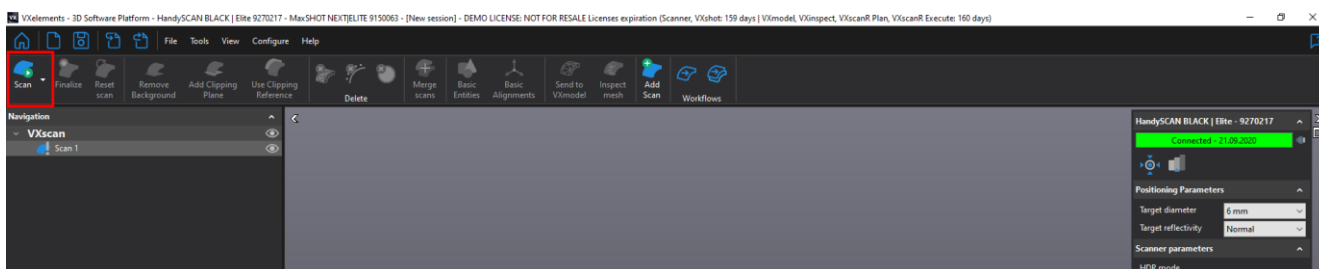 VXelements - 3D Software Platform - HandySCAN BLACK | Elite 9270217 - MaxSHOT NEXT|ELITE 9150063 - [New session] - DEMO LICENSE: NOT FOR RESALE Licenses expiration (Scanner, VXshot: 159 days | VXmodel, VXinspect, VXscanR Plan, VXscanR Execute: 160 days)
File Tools View Configure Help
Scan Finalize Reset scan Remove Background Add Clipping Plane Use Clipping Reference Delete Merge scans Basic Entities Basic Alignments Send to VXmodel Inspect mesh Add Scan Workflows
Navigation
VXscan
Scan 1
HandySCAN BLACK | Elite - 9270217
Connected - 21.09.2020
Positioning Parameters
Target diameter 6 mm
Target reflectivity Normal
Scanner parameters
HDR mode